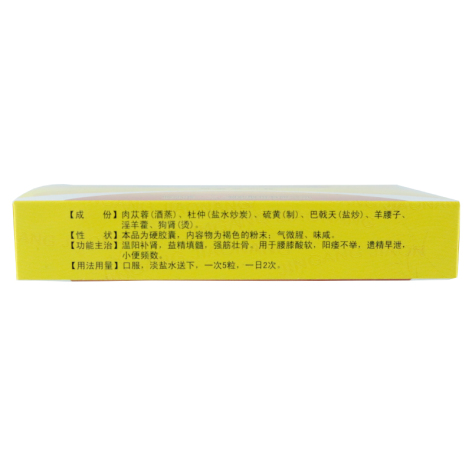 【成　份】肉苁蓉(酒蒸)、杜仲(盐水炒炭)、硫黄(制)、巴戟天(盐炒)、羊腰子、
淫羊藿、狗肾(烫)。
【性　状】本品为硬胶囊，内容物为褐色的粉末；气微腥、味咸。
【功能主治】温阳补肾，益精填髓，强筋壮骨。用于腰膝酸软，阳痿不举，遗精早泄，
小便频数。
【用法用量】口服，淡盐水送下，一次5粒，一日2次。